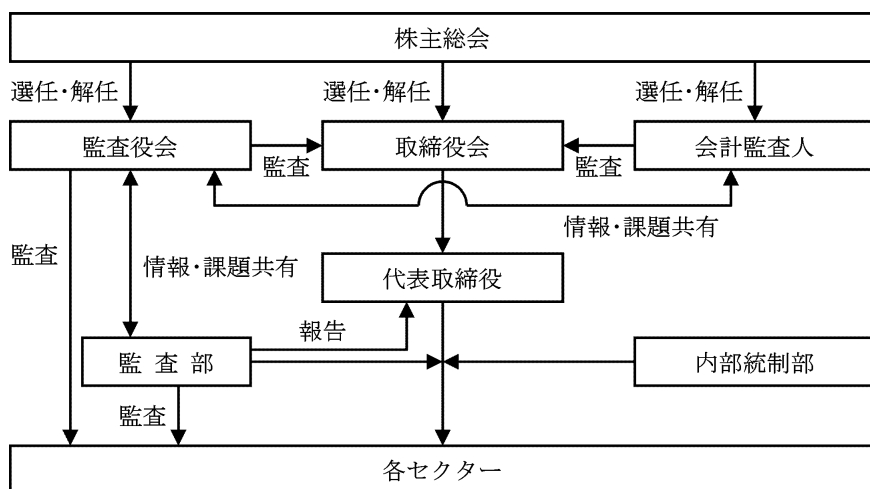 株主総会
選任・解任
選任・解任
選任・解任
監査役会
監査
取締役会
監査
会計監査人
情報・課題共有
監査
情報・課題共有
代表取締役
報告
監 査 部
内部統制部
監査
各セクター